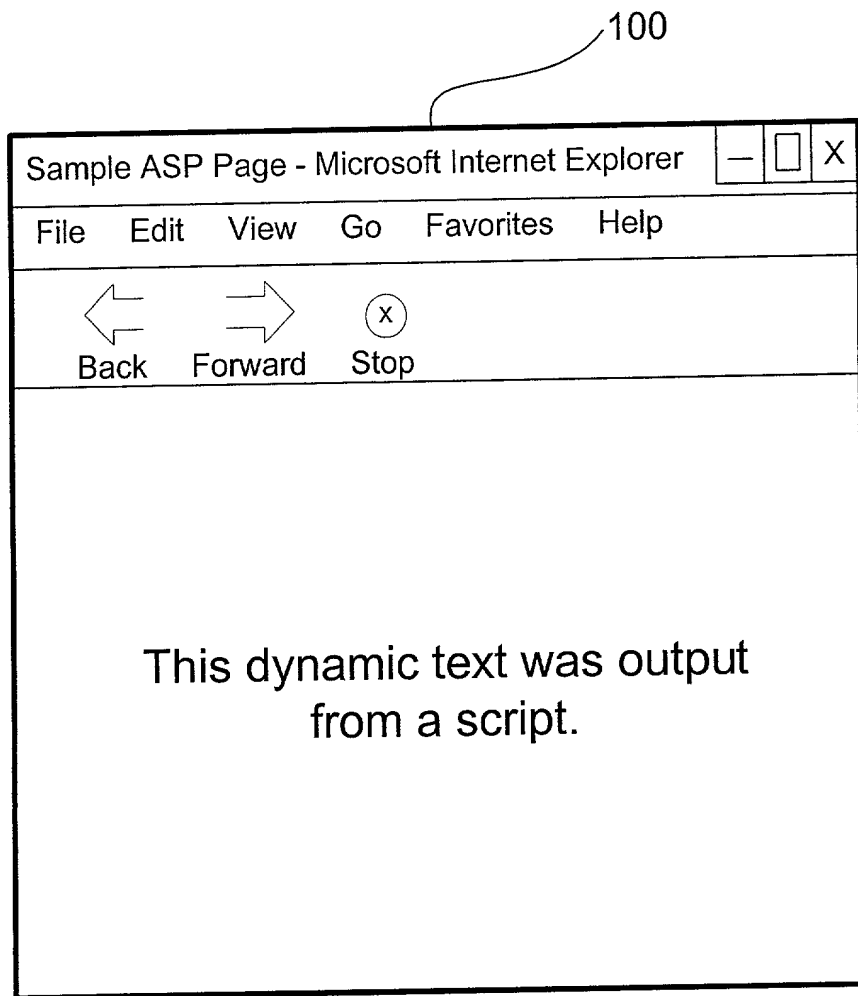 100
Sample ASP Page - Microsoft Internet Explorer — X
File Edit View Go Favorites Help
x
Back Forward Stop
This dynamic text was output
from a script.